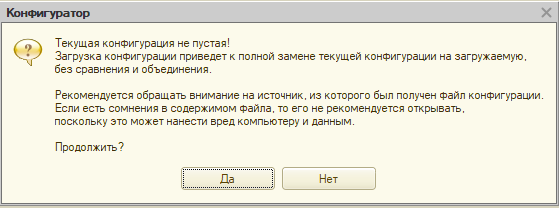 Конфигуратор
Текущая конфигурация не пустая!
Загрузка конфигурации приведет к полной замене текущей конфигурации на загружаемую,
без сравнения и объединения.
Рекомендуется обращать внимание на источник, из которого был получен файл конфигурации.
Если есть сомнения в содержимом файла, то его не рекомендуется открывать,
поскольку это может нанести вред компьютеру и данным.
Продолжить?
Да
Нет